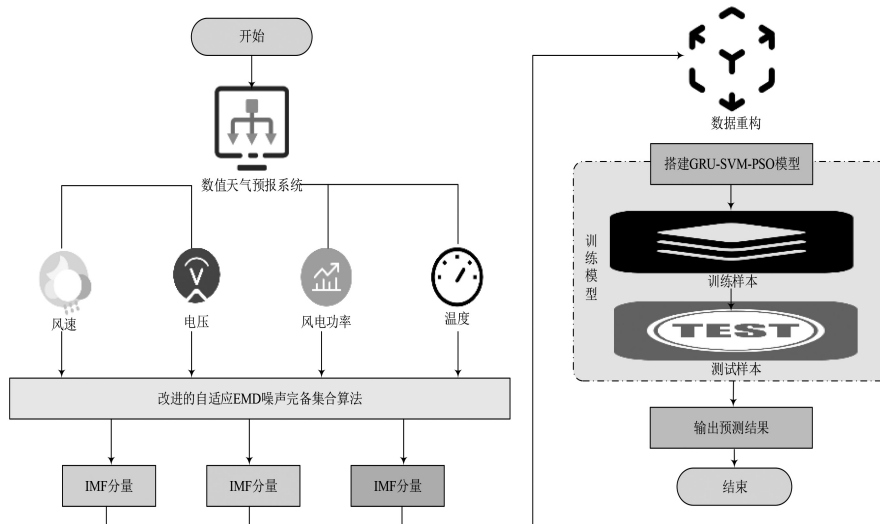 开始
数值天气预报系统
风速
电压
风电功率
温度
改进的自适应EMD噪声完备集合算法
IMF分量
IMF分量
IMF分量
数据重构
搭建GRU-SVM-PSO模型
训练模型
训练样本
TEST
测试样本
输出预测结果
结束